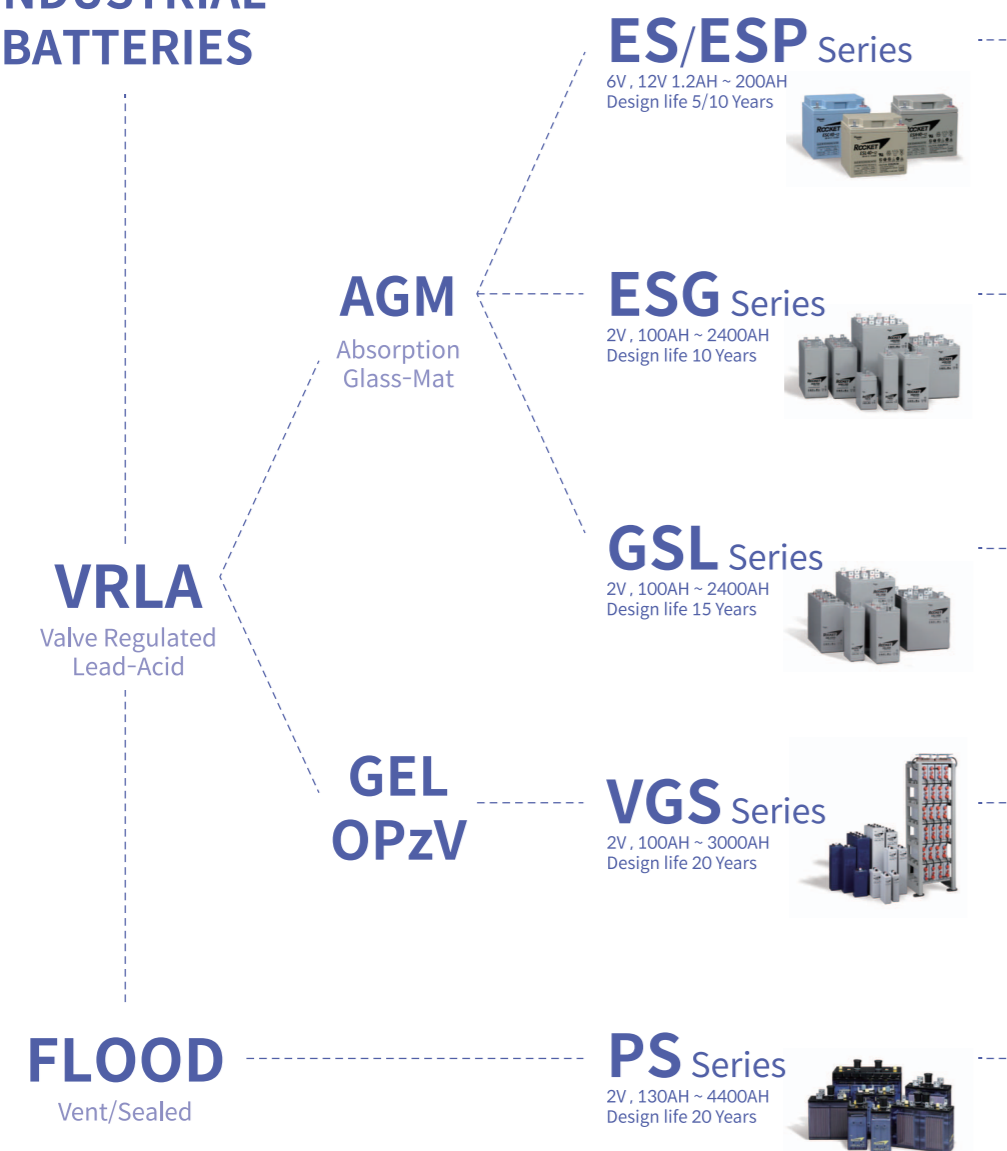 BATTERIES
ES/ESP Series
6V , 12V 1.2AH ~ 200AH
Design life 5/10 Years
ROCKET
ROCKET
ROCKET
AGM
Absorption
Glass-Mat
ESG Series
2V , 100AH ~ 2400AH
Design life 10 Years
VRLA
Valve Regulated
Lead-Acid
GSL Series
2V , 100AH ~ 2400AH
Design life 15 Years
GEL
OPzV
VGS Series
2V , 100AH ~ 3000AH
Design life 20 Years
FLOOD
Vent/Sealed
PS Series
2V , 130AH ~ 4400AH
Design life 20 Years